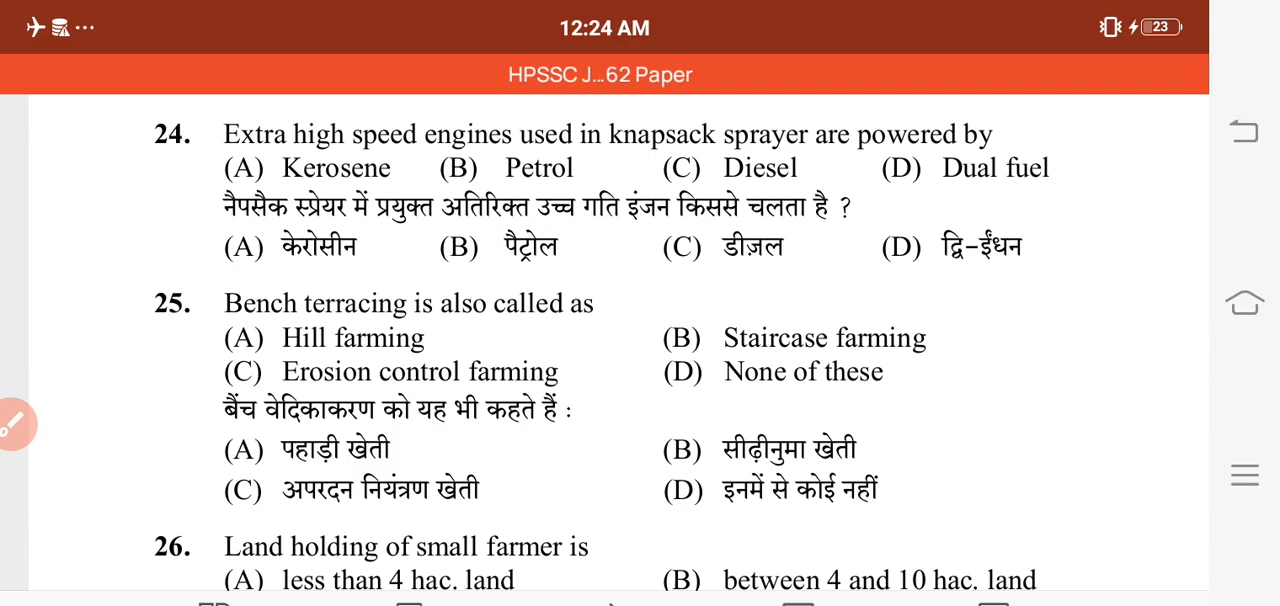 12:24 AM
23
HPSSC J...62 Paper
24. Extra high speed engines used in knapsack sprayer are powered by
(A) Kerosene (B) Petrol (C) Diesel (D) Dual fuel
नैपसैक स्प्रेयर में प्रयुक्त अतिरिक्त उच्च गति इंजन किससे चलता है ?
(A) केरोसीन (B) पैट्रोल (C) डीज़ल (D) द्वि-ईंधन
25. Bench terracing is also called as
(A) Hill farming (B) Staircase farming
(C) Erosion control farming (D) None of these
बैंच वेदिकाकरण को यह भी कहते हैं :
(A) पहाड़ी खेती (B) सीढ़ीनुमा खेती
(C) अपरदन नियंत्रण खेती (D) इनमें से कोई नहीं
26. Land holding of small farmer is
(A) less than 4 hac. land (B) between 4 and 10 hac. land